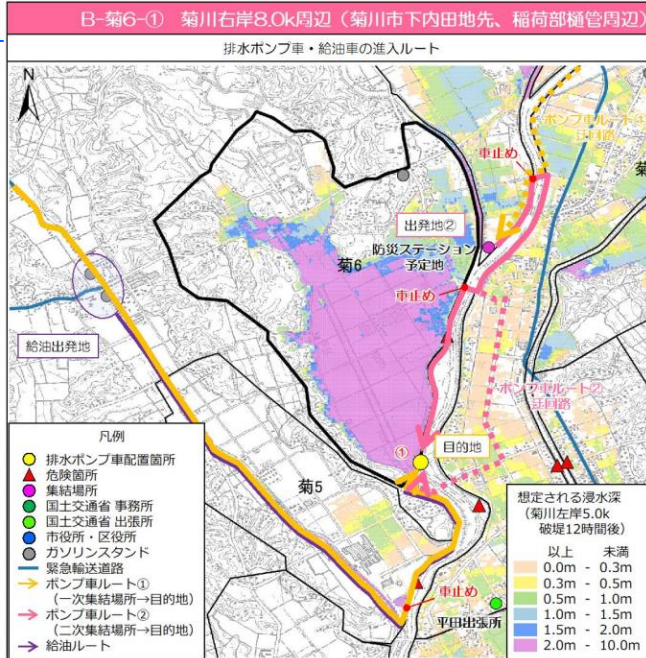 B-菊6-① 菊川右岸8.0k周辺（菊川市下内田地先、稲荷部樋管周辺）
排水ポンプ車・給油車の進入ルート
N
ポンプ車ルート①
迂回路
車止め
菊
出発地②
防災ステーション
予定地
菊6
車止め
給油出発地
ポンプ車ルート②
迂回路
①
目的地
菊5
車止め
平田出張所
凡例
排水ポンプ車配置箇所
危険箇所
集結場所
国土交通省 事務所
国土交通省 出張所
市役所・区役所
ガソリンスタンド
緊急輸送道路
ポンプ車ルート①
（一次集結場所→目的地）
ポンプ車ルート②
（二次集結場所→目的地）
給油ルート
想定される浸水深
（菊川左岸5.0k
破堤12時間後）
以上 未満
0.0m - 0.3m
0.3m - 0.5m
0.5m - 1.0m
1.0m - 1.5m
1.5m - 2.0m
2.0m - 10.0m